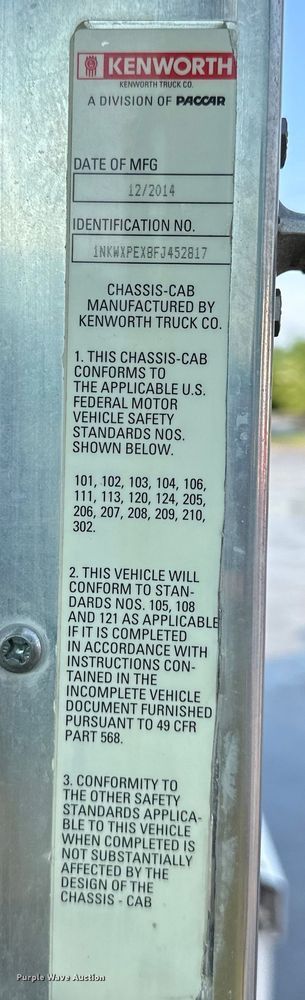 KENWORTH
KENWORTH TRUCK CO.
A DIVISION OF PACCAR
DATE OF MFG
12/2014
IDENTIFICATION NO.
1NKWXPEX8FJ452817
CHASSIS-CAB
MANUFACTURED BY
KENWORTH TRUCK CO.
1. THIS CHASSIS-CAB
CONFORMS TO
THE APPLICABLE U.S.
FEDERAL MOTOR
VEHICLE SAFETY
STANDARDS NOS.
SHOWN BELOW.
101, 102, 103, 104, 106,
111, 113, 120, 124, 205,
206, 207, 208, 209, 210,
302.
2. THIS VEHICLE WILL
CONFORM TO STAN-
DARDS NOS. 105, 108
AND 121 AS APPLICABLE
IF IT IS COMPLETED
IN ACCORDANCE WITH
INSTRUCTIONS CON-
TAINED IN THE
INCOMPLETE VEHICLE
DOCUMENT FURNISHED
PURSUANT TO 49 CFR
PART 568.
3. CONFORMITY TO
THE OTHER SAFETY
STANDARDS APPLICA-
BLE TO THIS VEHICLE
WHEN COMPLETED IS
NOT SUBSTANTIALLY
AFFECTED BY THE
DESIGN OF THE
CHASSIS - CAB
Purple Wave Auction